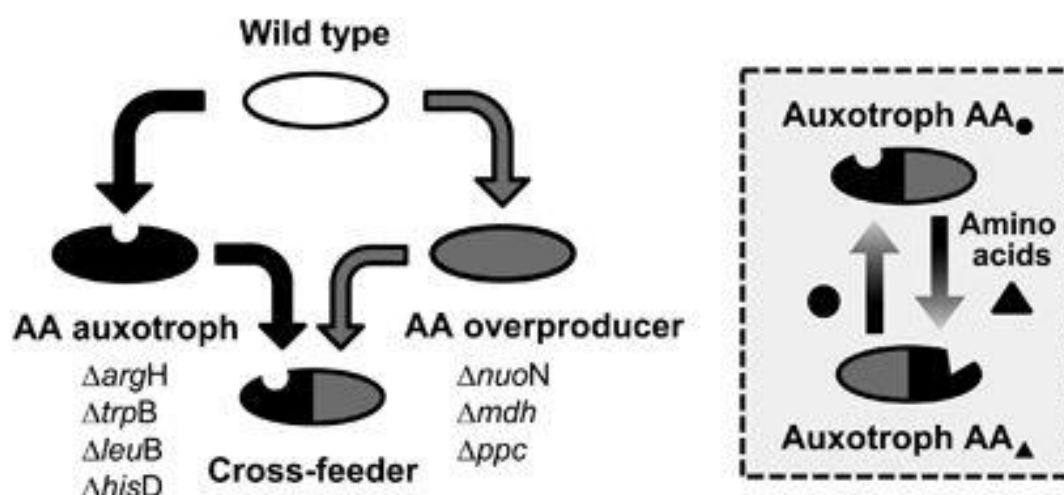 Wild type
AA auxotroph
ΔargH
ΔtrpB
ΔleuB
ΔhisD
Cross-feeder
AA overproducer
ΔnuoN
Δmdh
Δppc
Auxotroph AA●
Amino
acids
Auxotroph AA▲